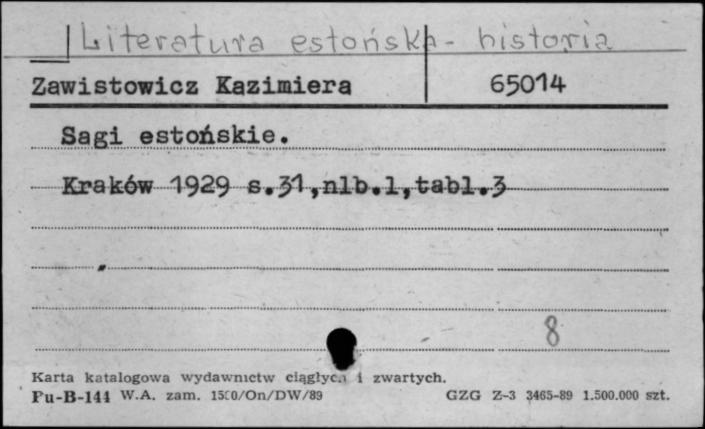 Literatura estońska - historia
Zawistowicz Kazimiera 65014
Sagi estońskie.
Kraków 1929 s.31,nlb.1,tabl.3
8
Karta katalogowa wydawnictw ciągłych i zwartych.
Pu-B-144 W.A. zam. 1500/On/DW/89 GZG Z-3 3465-89 1.500.000 szt.